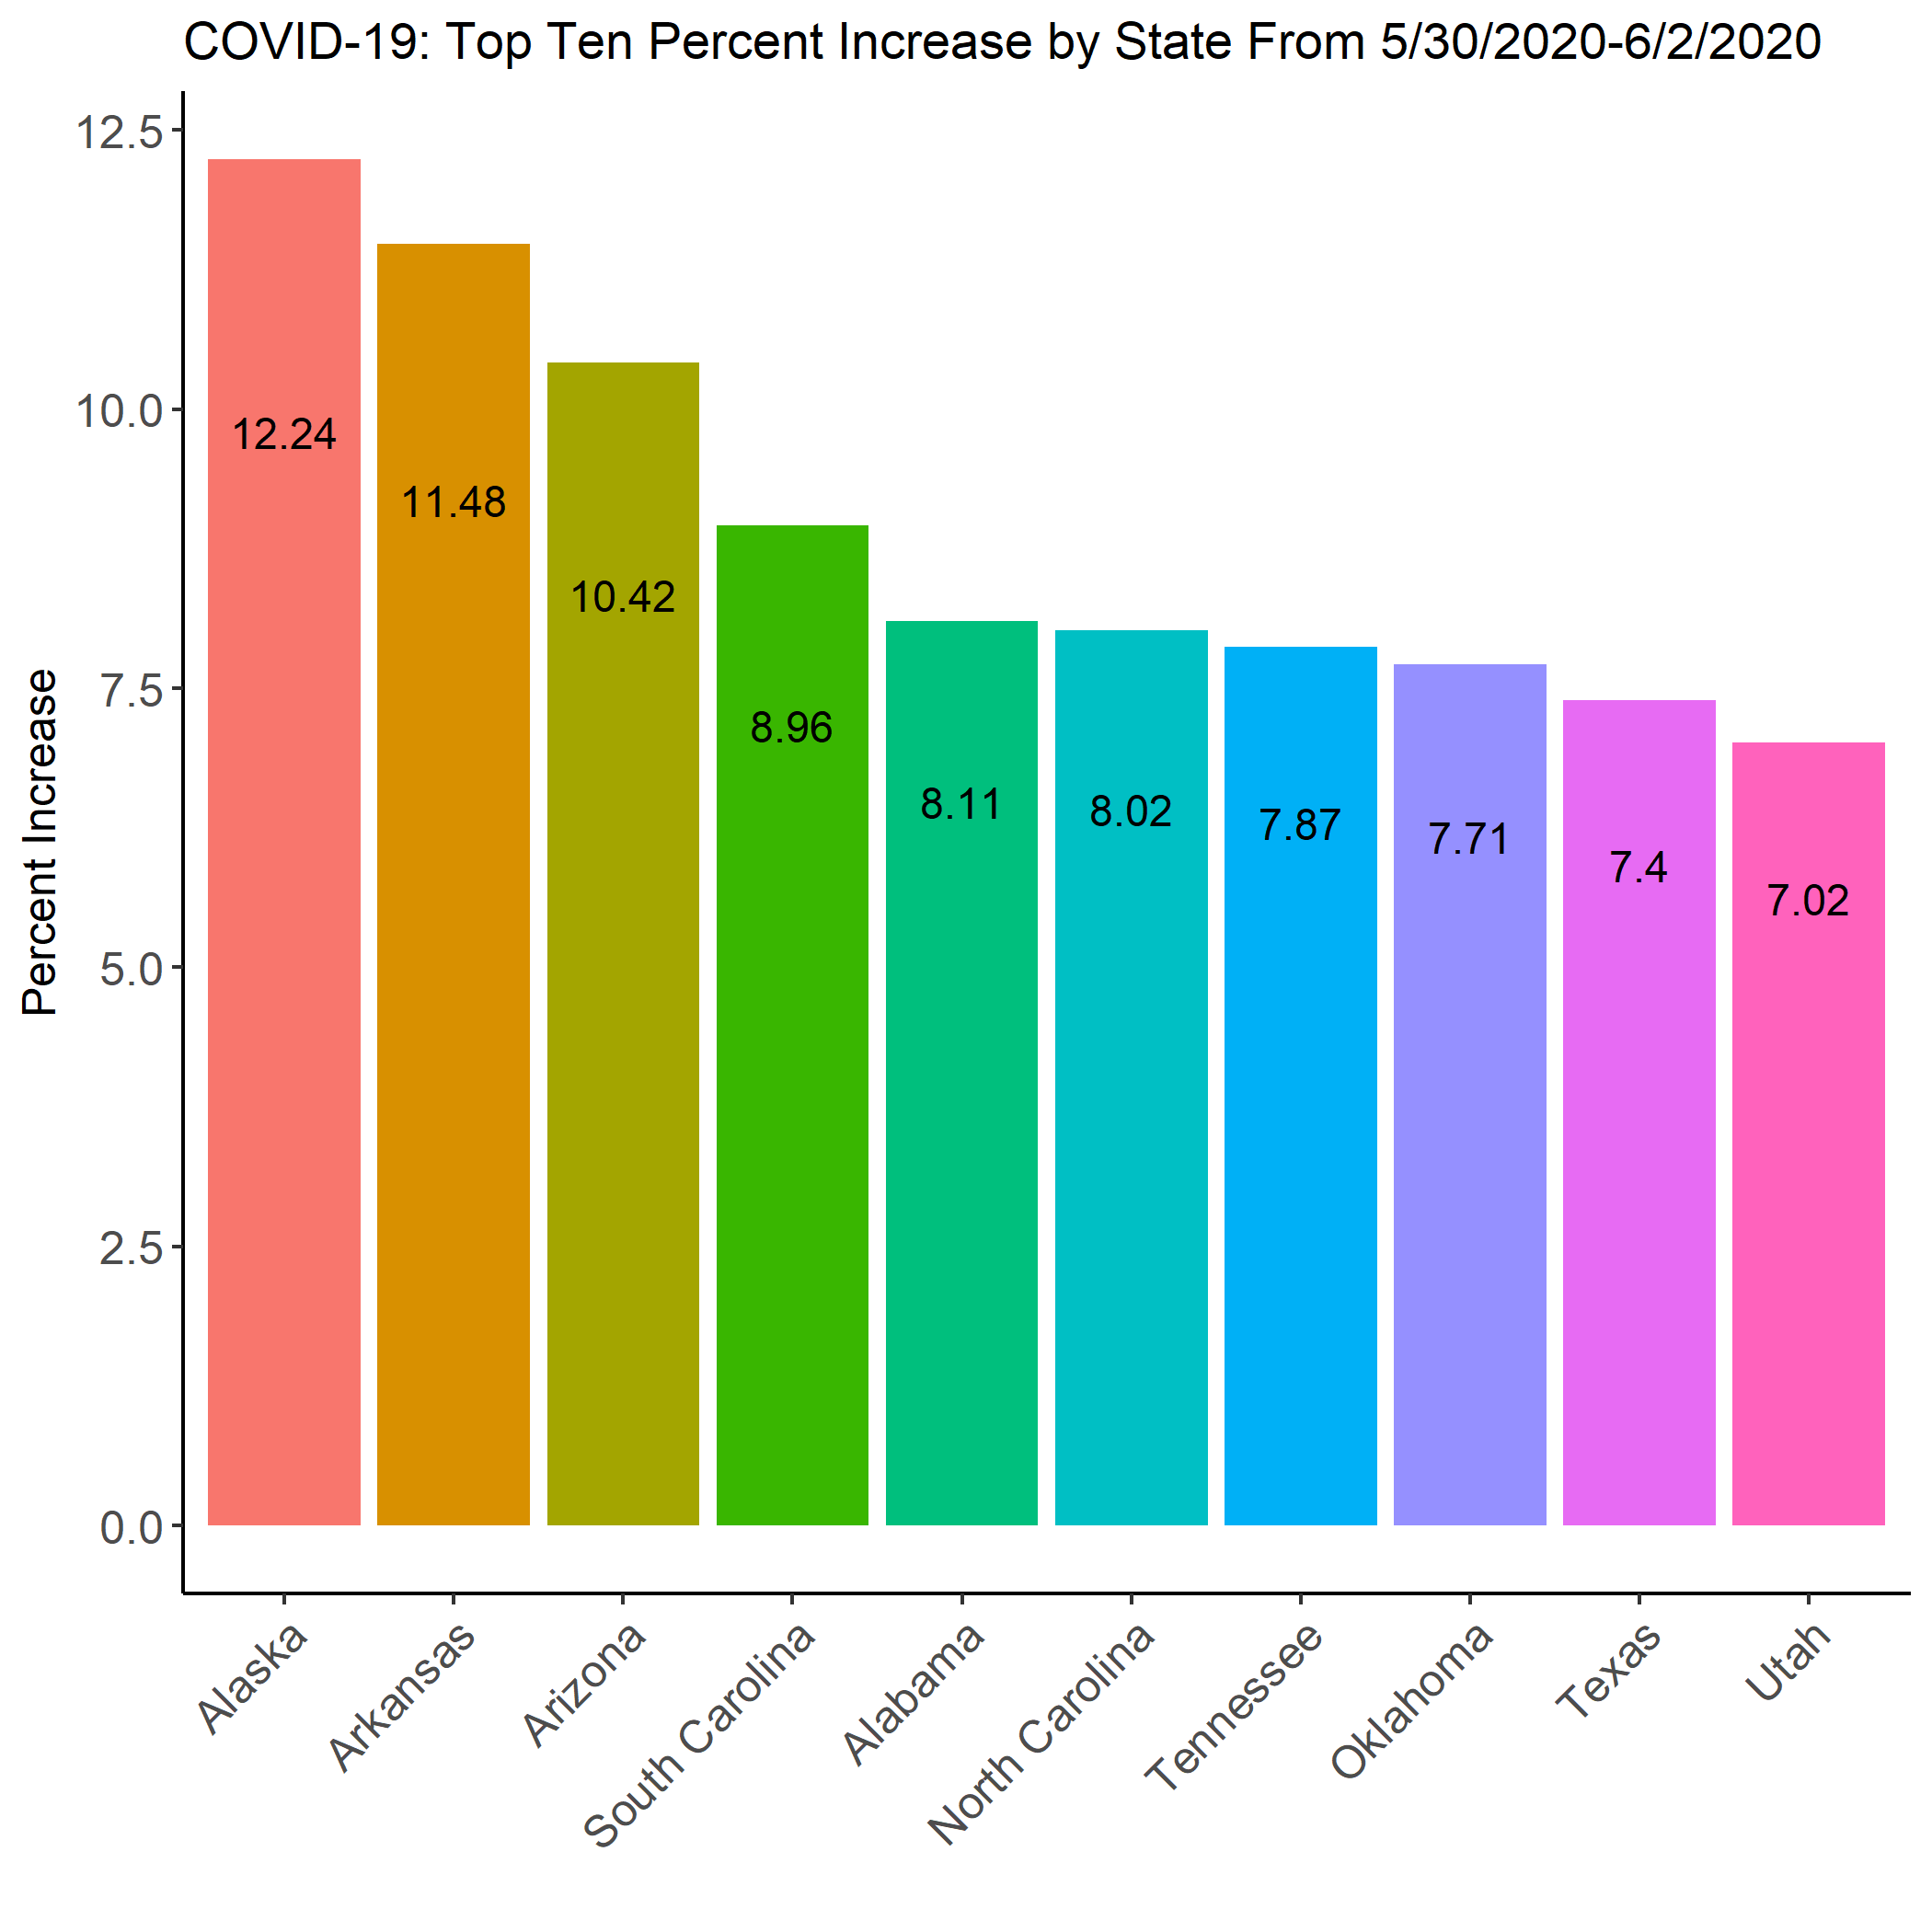 COVID-19: Top Ten Percent Increase by State From 5/30/2020-6/2/2020
Percent Increase
12.5
10.0
7.5
5.0
2.5
0.0
12.24
11.48
10.42
8.96
8.11
8.02
7.87
7.71
7.4
7.02
Alaska
Arkansas
Arizona
South Carolina
Alabama
North Carolina
Tennessee
Oklahoma
Texas
Utah